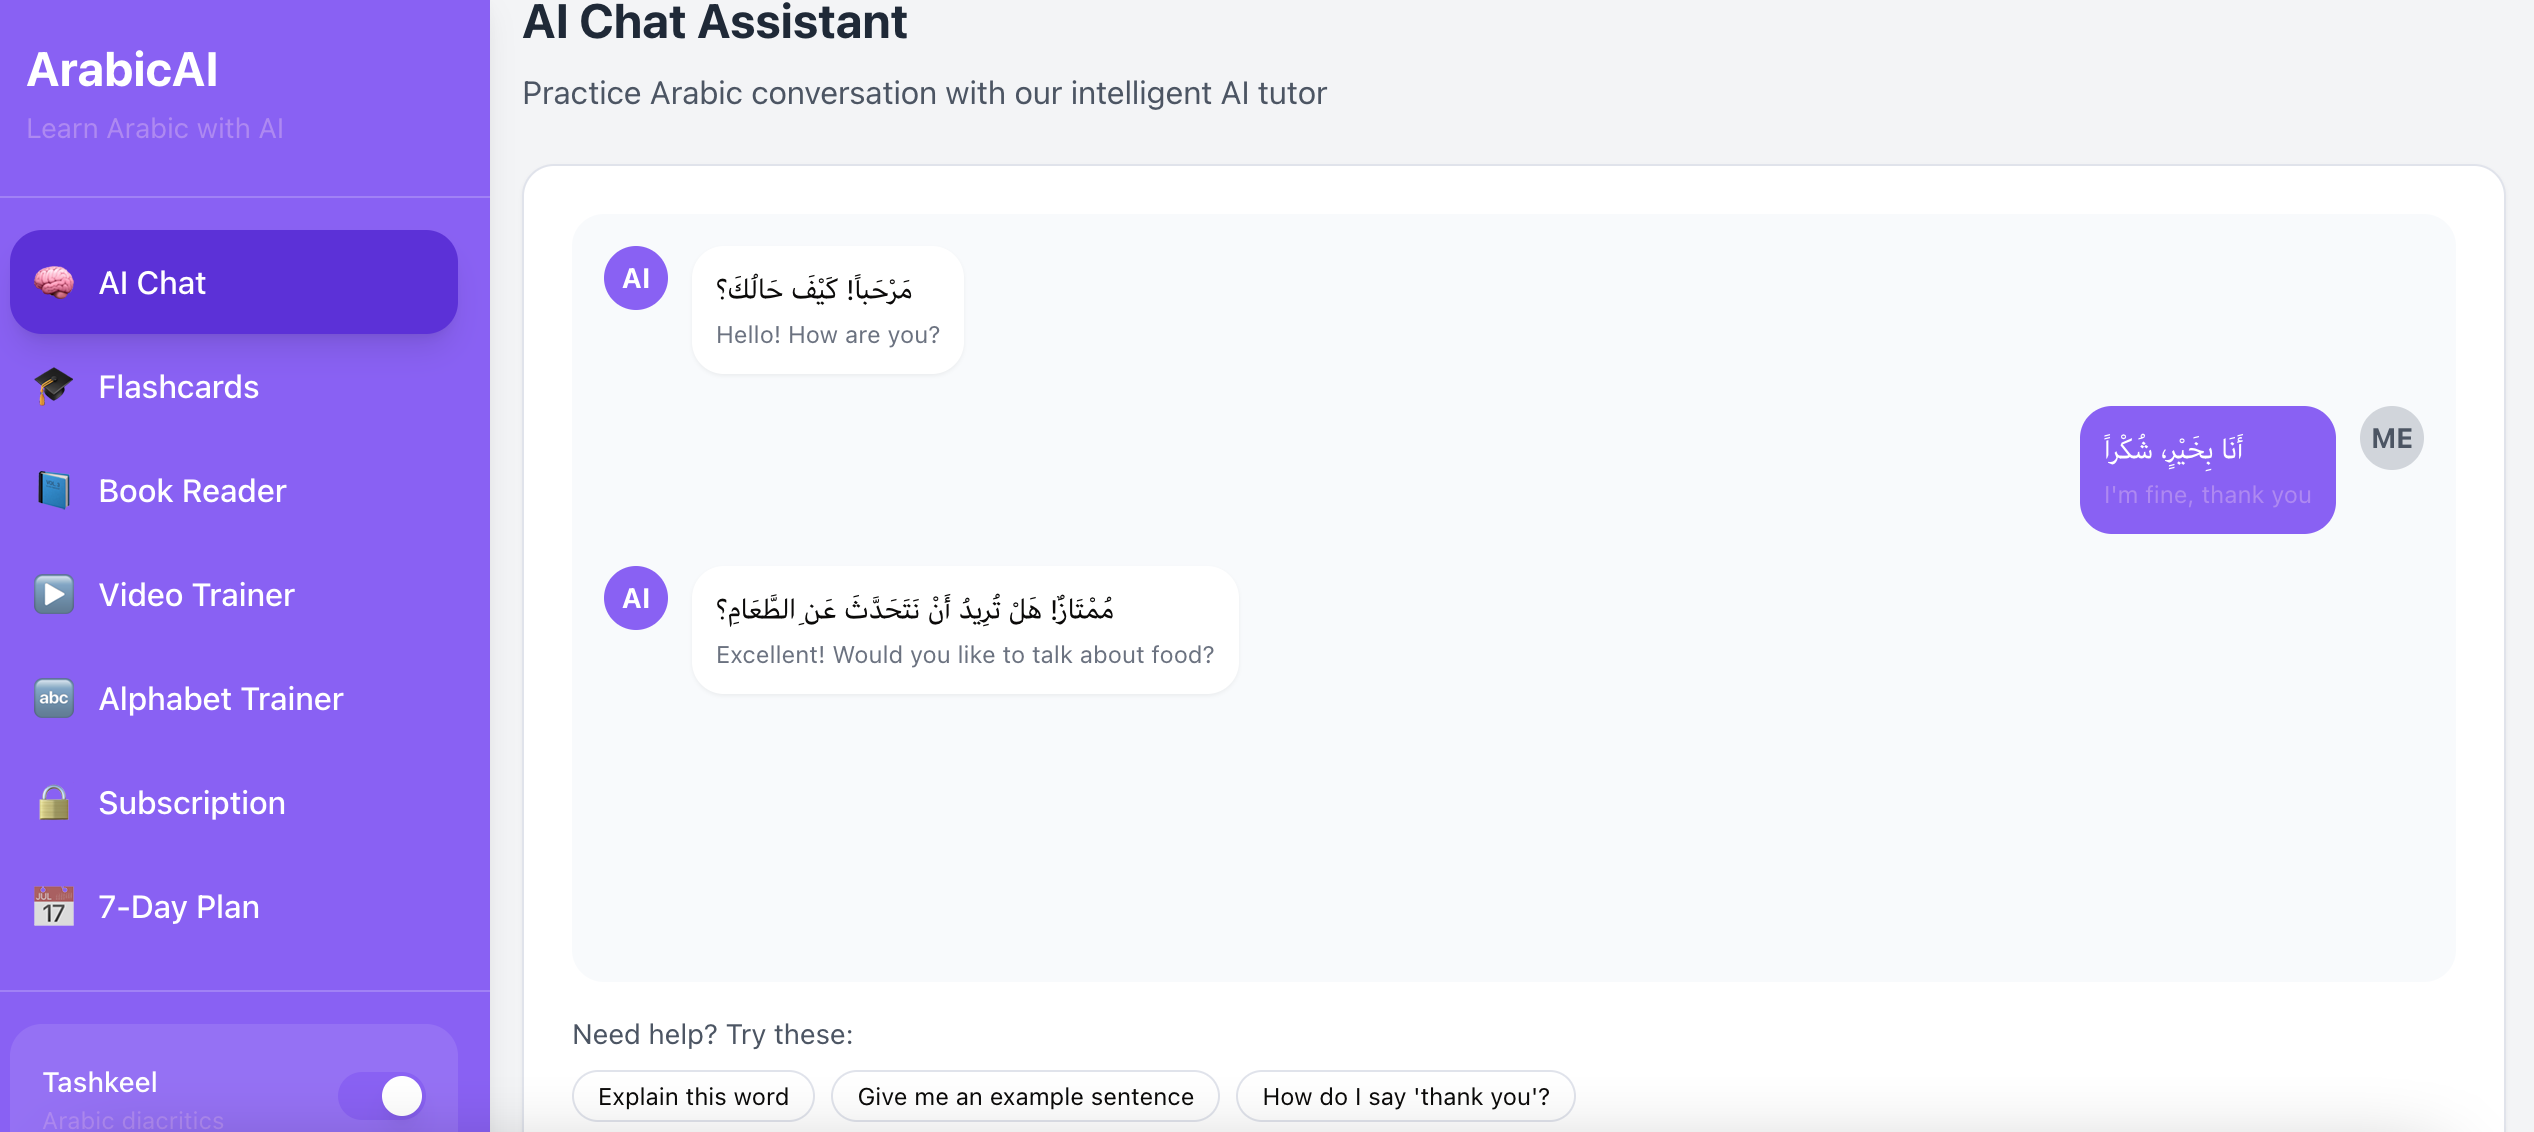 ArabicAI
Learn Arabic with AI
AI Chat
Flashcards
Book Reader
Video Trainer
Alphabet Trainer
Subscription
7-Day Plan
Tashkeel
Arabic diacritics
AI Chat Assistant
Practice Arabic conversation with our intelligent AI tutor
AI
مَرْحَباً! كَيْفَ حَالُكَ؟
Hello! How are you?
ME
أَنَا بِخَيْرٍ، شُكْراً
I'm fine, thank you
AI
مُمْتَازٌ! هَلْ تُرِيدُ أَنْ نَتَحَدَّثَ عَنِ الطَّعَامِ؟
Excellent! Would you like to talk about food?
Need help? Try these:
Explain this word
Give me an example sentence
How do I say 'thank you'?